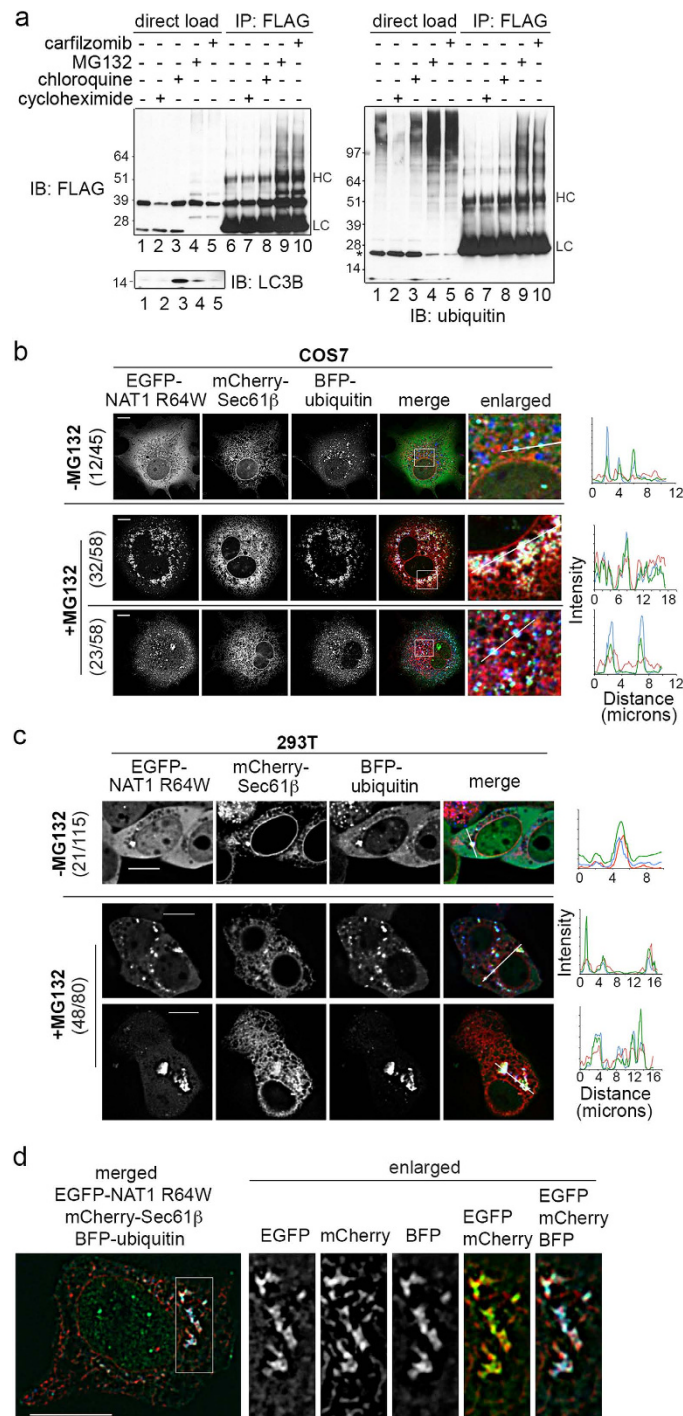 a
direct load IP: FLAG direct load IP: FLAG
carfilzomib - - - - + - - - - + - - - - + - - - - +
MG132 - - - + - - - - + - - - - + - - - - + -
chloroquine - - + - - - - + - - - - + - - - - + - -
cycloheximide - + - - - - + - - - - + - - - - + - - -
IB: FLAG
64
51
39
28
HC
LC
1 2 3 4 5 6 7 8 9 10
14
IB: LC3B
1 2 3 4 5
97
64
51
39
28
*
14
HC
LC
1 2 3 4 5 6 7 8 9 10
IB: ubiquitin
b
COS7
EGFP-NAT1 R64W
mCherry-Sec61β
BFP-ubiquitin
merge
enlarged
-MG132
(12/45)
0 4 8 12
+MG132
(32/58)
0 6 12 18
(23/58)
0 4 8 12
Intensity
Distance
(microns)
c
293T
EGFP-NAT1 R64W
mCherry-Sec61β
BFP-ubiquitin
merge
-MG132
(21/115)
0 4 8
+MG132
(48/80)
0 4 8 12 16
0 4 8 12 16
Intensity
Distance
(microns)
d
merged
EGFP-NAT1 R64W
mCherry-Sec61β
BFP-ubiquitin
enlarged
EGFP
mCherry
BFP
EGFP
mCherry
EGFP
mCherry
BFP